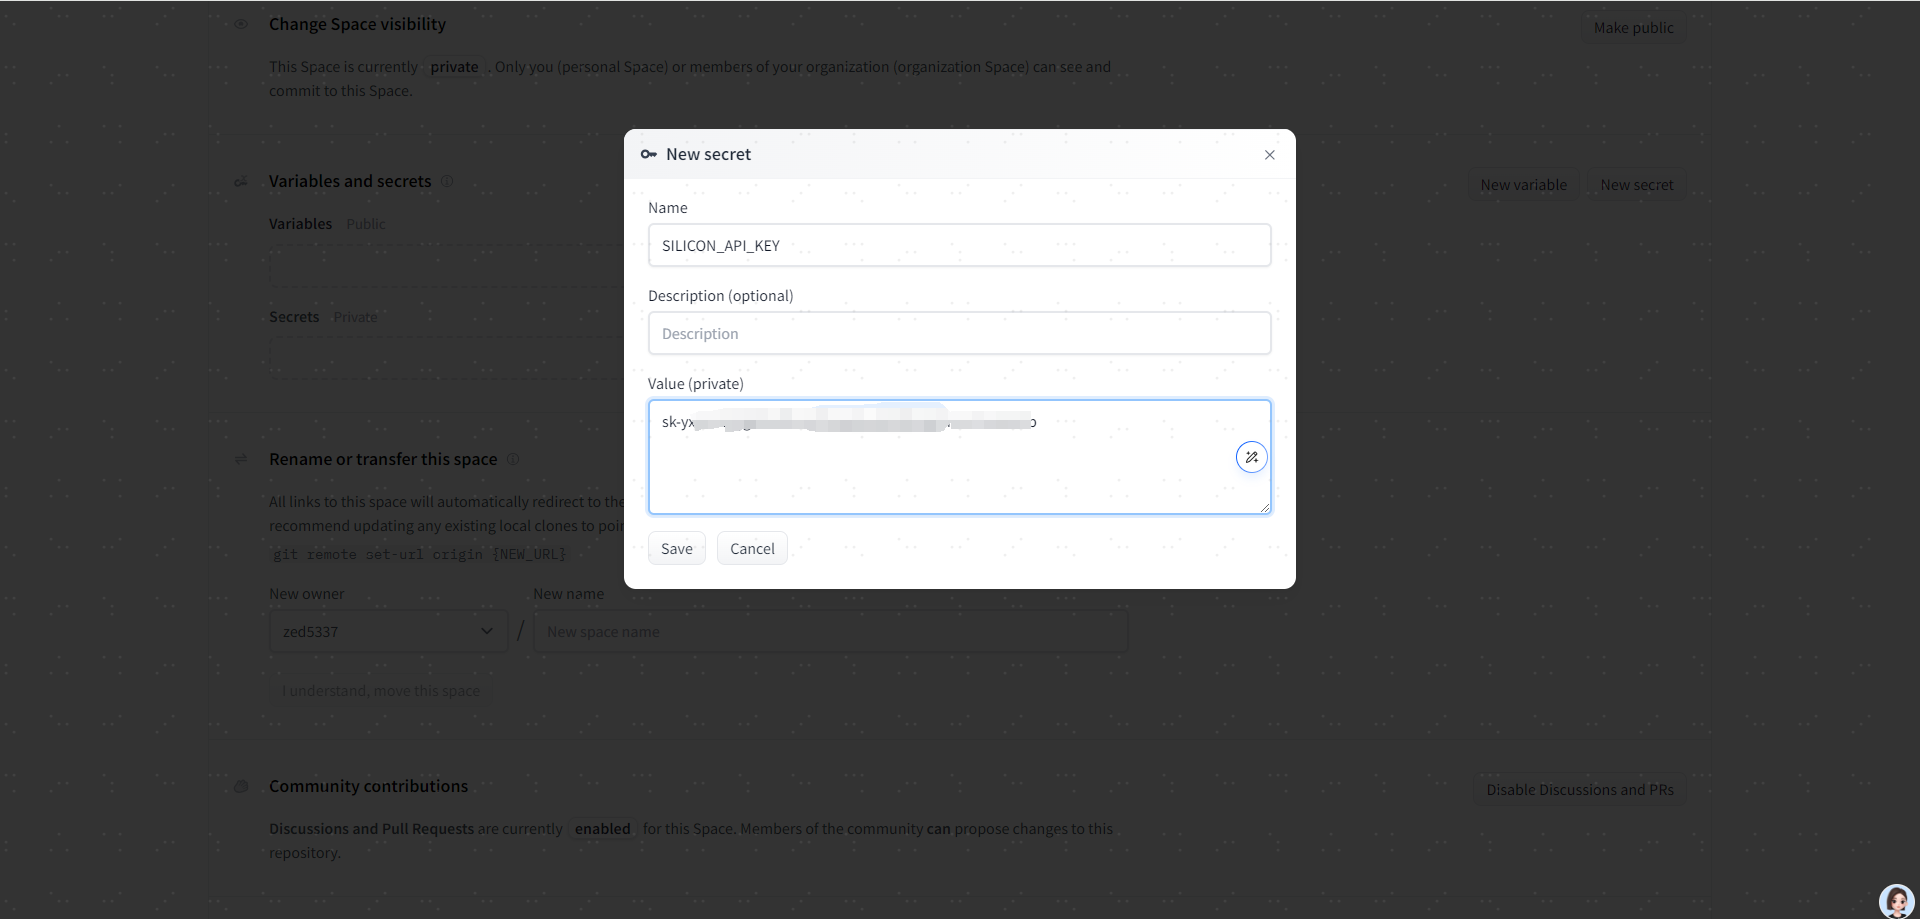 Change Space visibility
Make public
This Space is currently private . Only you (personal Space) or members of your organization (organization Space) can see and
commit to this Space.
New secret
Variables and secrets
New variable
New secret
Name
Variables Public
SILICON_API_KEY
Description (optional)
Secrets Private
Description
Value (private)
sk-yx
Rename or transfer this space
All links to this space will automatically redirect to the
recommend updating any existing local clones to poin
git remote set-url origin {NEW_URL}
Save
Cancel
New owner
New name
zed5337
/
New space name
I understand, move this space
Community contributions
Disable Discussions and PRs
Discussions and Pull Requests are currently enabled for this Space. Members of the community can propose changes to this
repository.